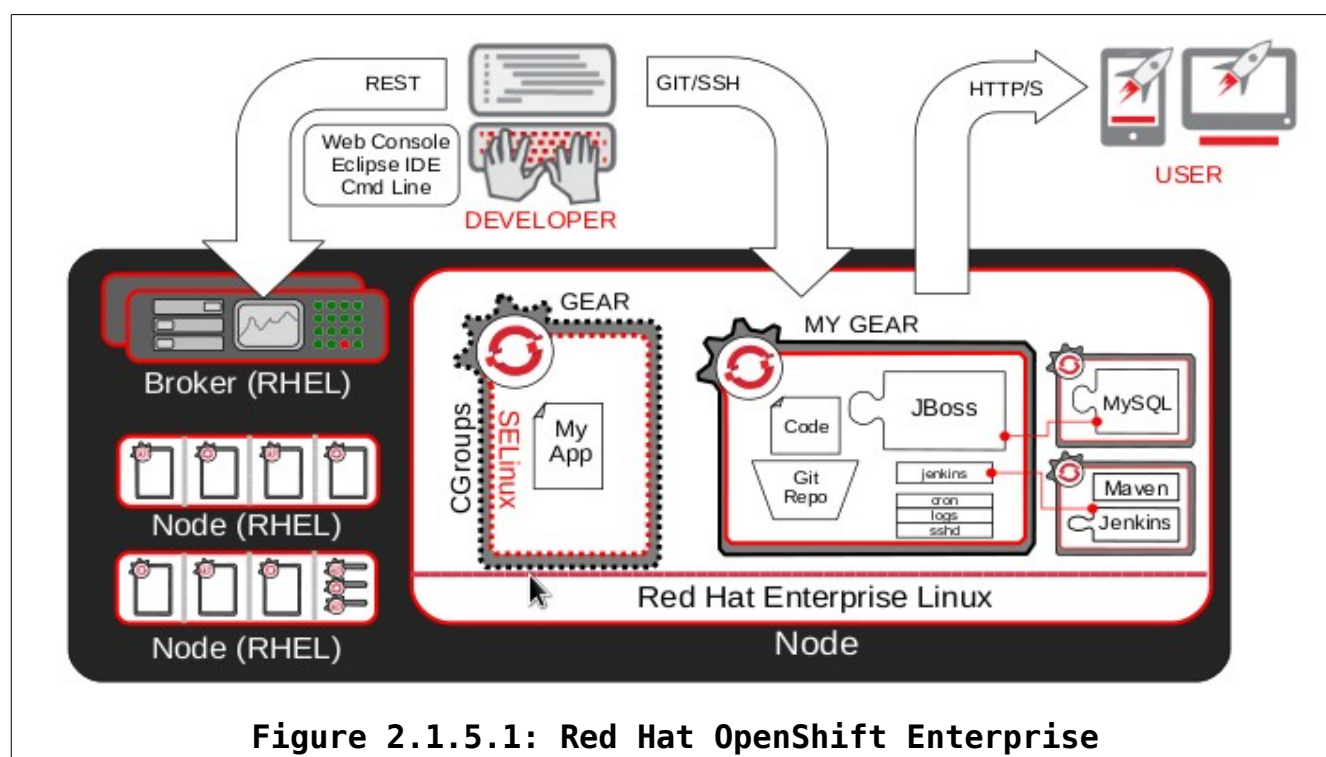 REST
GIT/SSH
HTTP/S
Web Console
Eclipse IDE
Cmd Line
DEVELOPER
USER
GEAR
MY GEAR
Broker (RHEL)
CGroups
SELinux
My
App
Code
JBoss
MySQL
Git
Repo
jenkins
cron
logs
sshd
Maven
Jenkins
Node (RHEL)
Node (RHEL)
Red Hat Enterprise Linux
Node
Figure 2.1.5.1: Red Hat OpenShift Enterprise